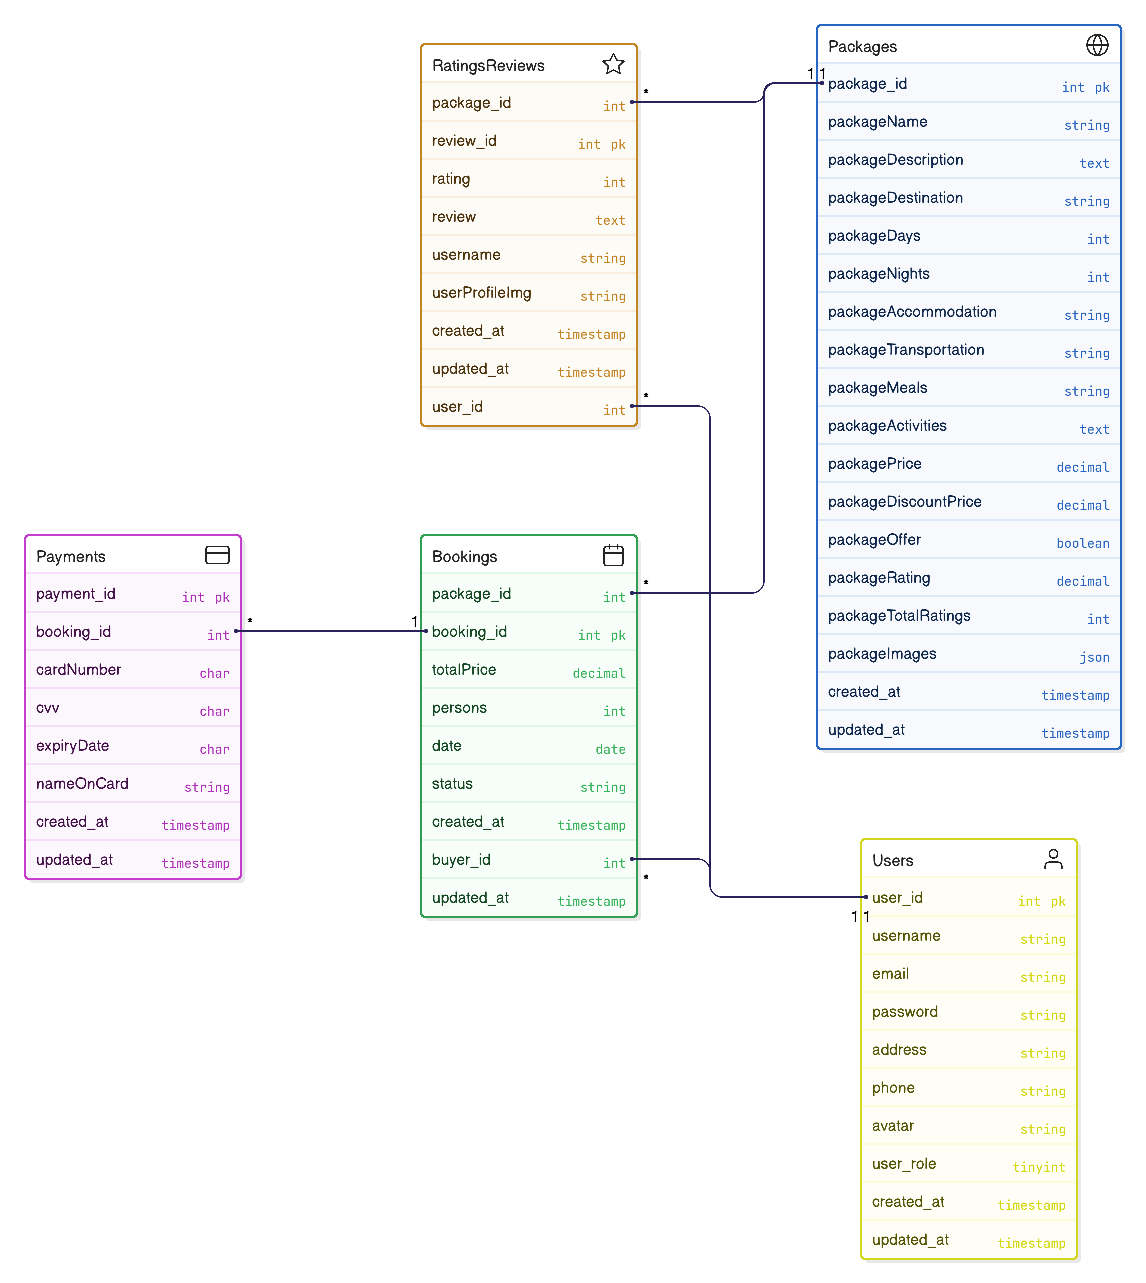 RatingsReviews
*
package_id int
review_id int pk
rating int
review text
username string
userProfileImg string
created_at timestamp
updated_at timestamp
*
user_id int
Packages
1 1
package_id int pk
packageName string
packageDescription text
packageDestination string
packageDays int
packageNights int
packageAccommodation string
packageTransportation string
packageMeals string
packageActivities text
packagePrice decimal
packageDiscountPrice decimal
packageOffer boolean
packageRating decimal
packageTotalRatings int
packageImages json
created_at timestamp
updated_at timestamp
Payments
payment_id int pk
* 1
booking_id int
cardNumber char
cvv char
expiryDate char
nameOnCard string
created_at timestamp
updated_at timestamp
Bookings
*
package_id int
booking_id int pk
totalPrice decimal
persons int
date date
status string
created_at timestamp
buyer_id int
*
updated_at timestamp
Users
user_id int pk
1 1
username string
email string
password string
address string
phone string
avatar string
user_role tinyint
created_at timestamp
updated_at timestamp